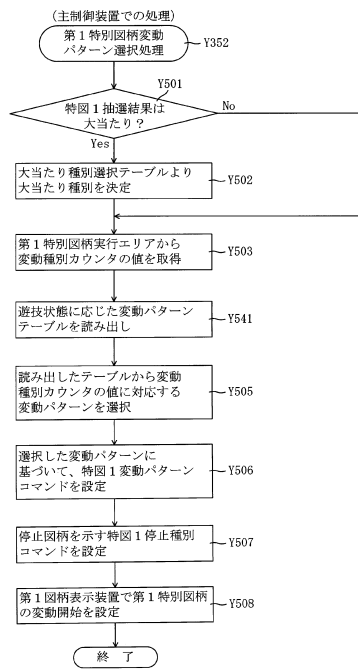 （主制御装置での処理）
第１特別図柄変動
パターン選択処理
Y352
Y501
特図１抽選結果は
大当たり？
No
Yes
大当たり種別選択テーブルより
大当たり種別を決定
Y502
第１特別図柄実行エリアから
変動種別カウンタの値を取得
Y503
遊技状態に応じた変動パターン
テーブルを読み出し
Y541
読み出したテーブルから変動
種別カウンタの値に対応する
変動パターンを選択
Y505
選択した変動パターンに
基づいて、特図１変動パターン
コマンドを設定
Y506
停止図柄を示す特図１停止種別
コマンドを設定
Y507
第１図柄表示装置で第１特別図柄
の変動開始を設定
Y508
終　了